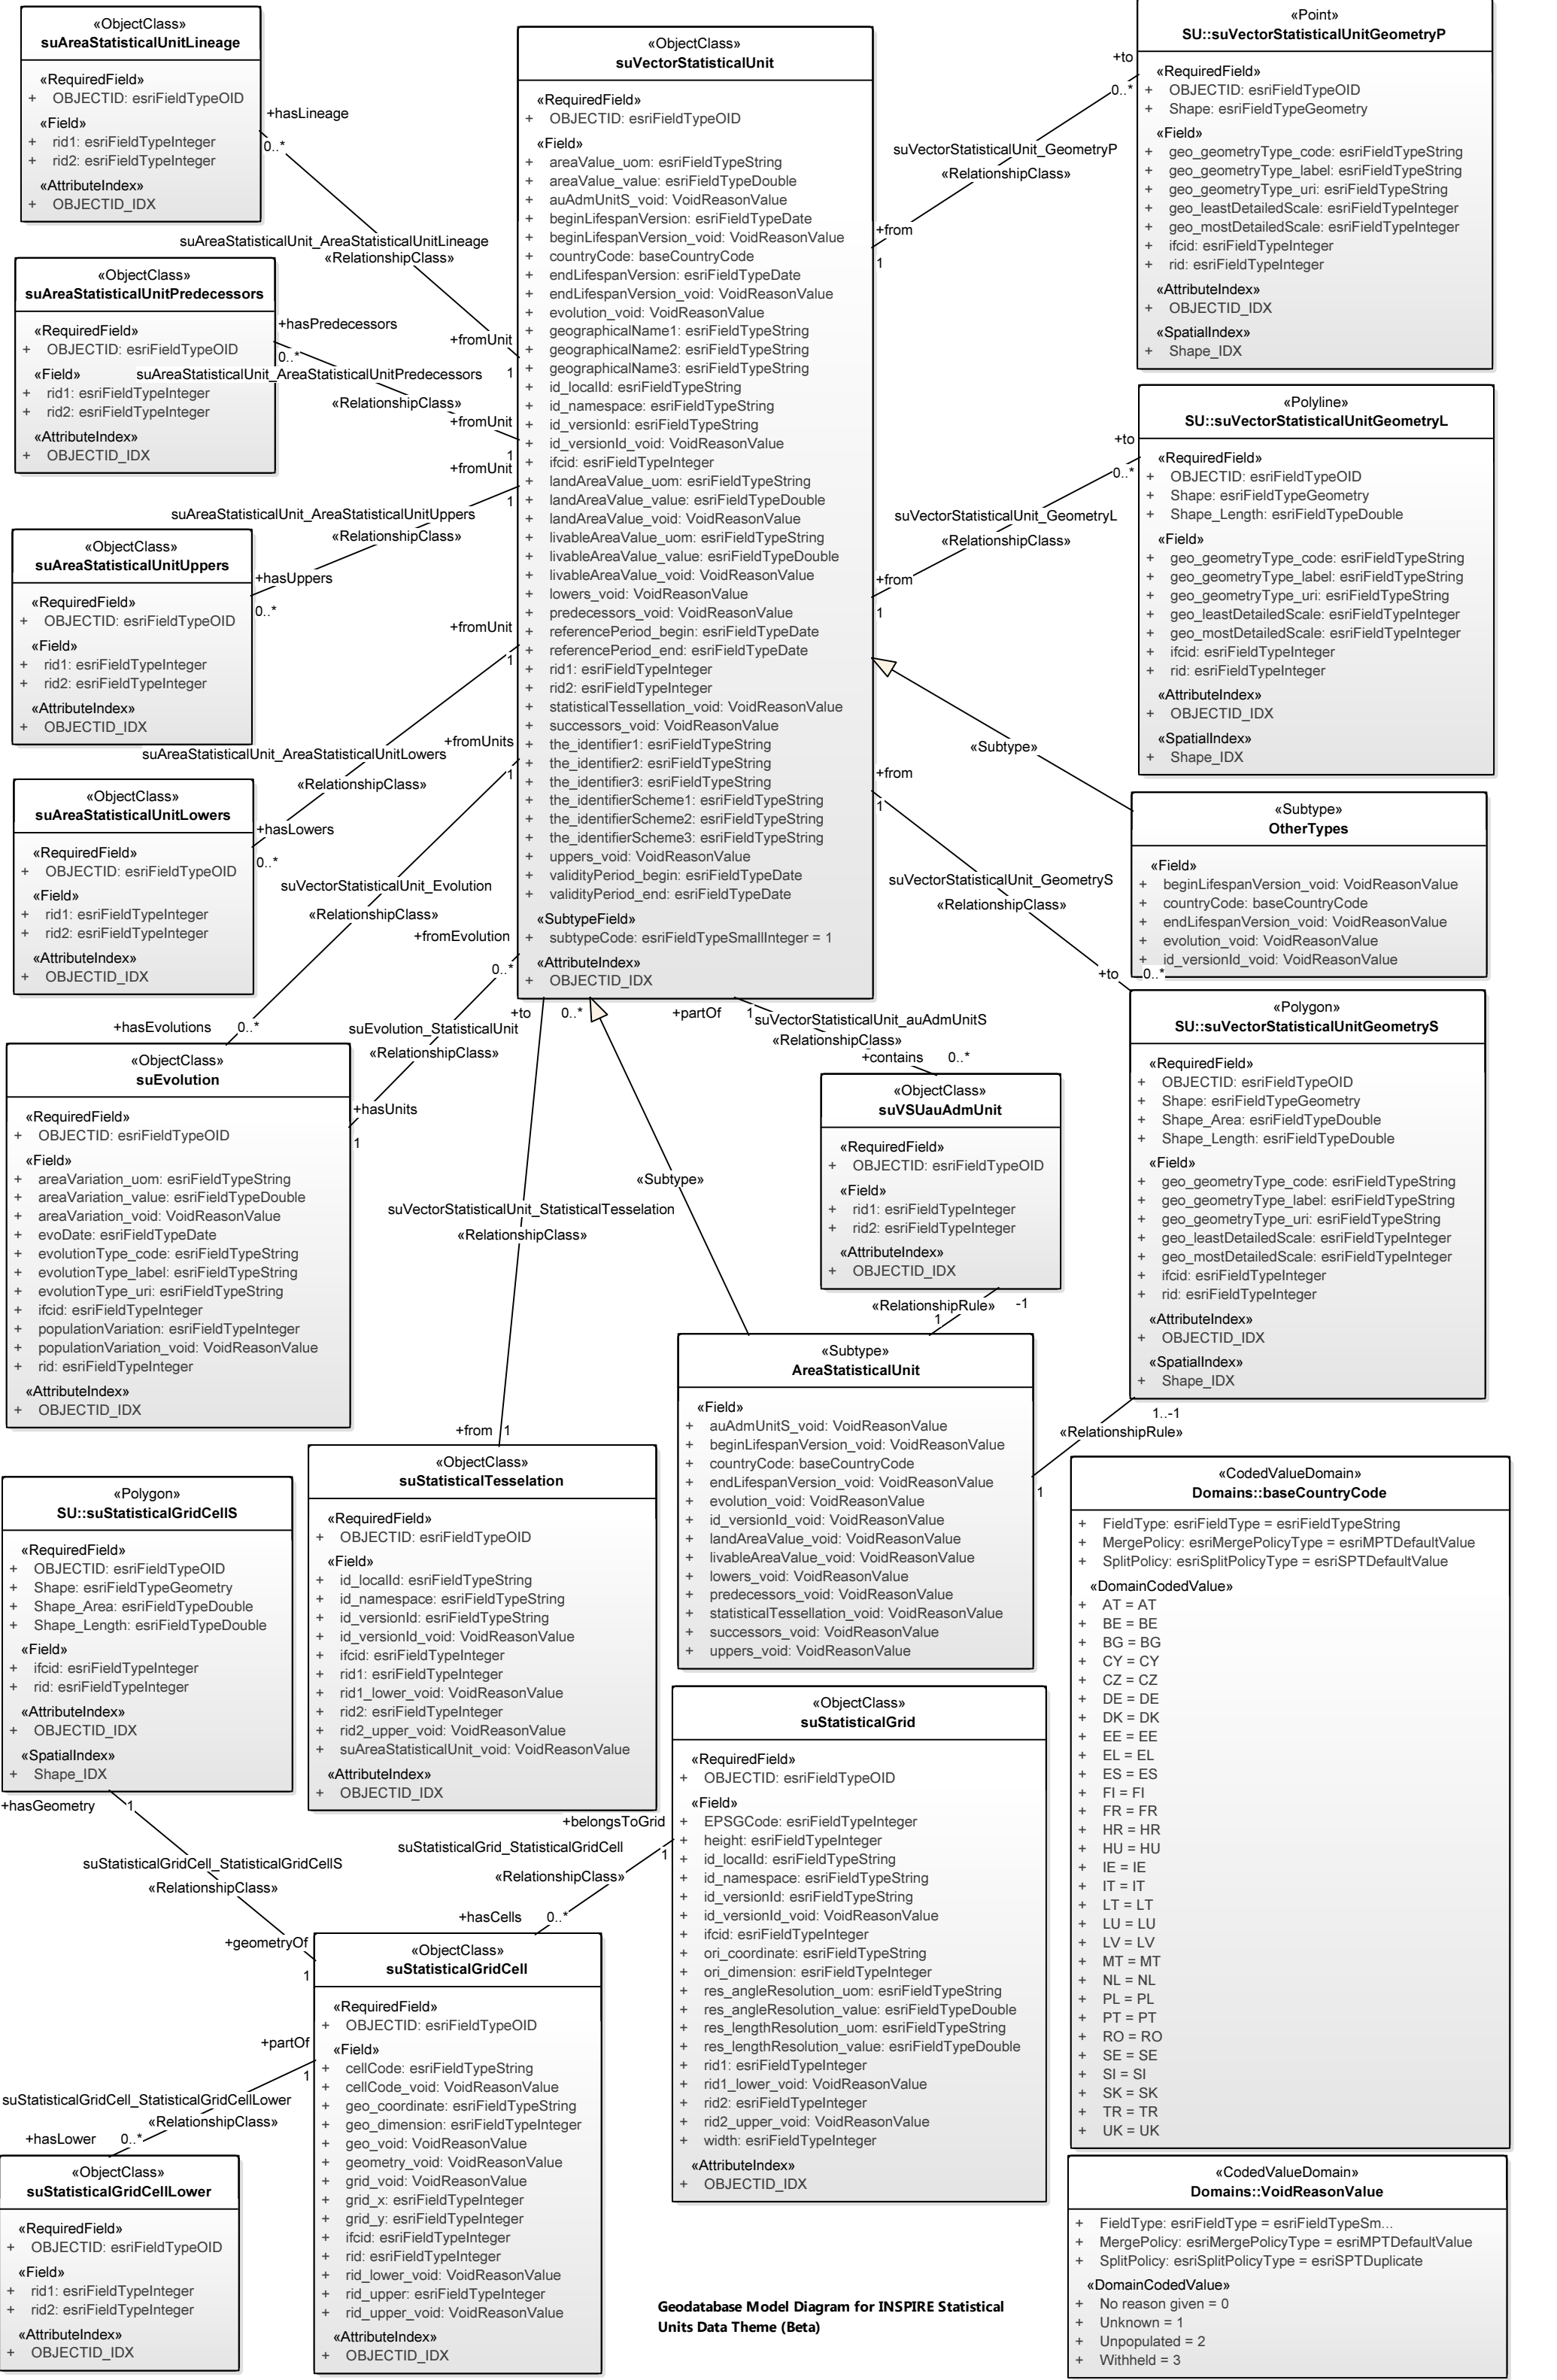 «ObjectClass»
suAreaStatisticalUnitLineage
«RequiredField»
+ OBJECTID: esriFieldTypeOID
«Field»
+ rid1: esriFieldTypeInteger
+ rid2: esriFieldTypeInteger
«AttributeIndex»
+ OBJECTID_IDX
+hasLineage
0..*
suAreaStatisticalUnit_AreaStatisticalUnitLineage
«RelationshipClass»
+fromUnit
1
«ObjectClass»
suAreaStatisticalUnitPredecessors
«RequiredField»
+ OBJECTID: esriFieldTypeOID
«Field»
+ rid1: esriFieldTypeInteger
+ rid2: esriFieldTypeInteger
«AttributeIndex»
+ OBJECTID_IDX
+hasPredecessors
0..*
suAreaStatisticalUnit_AreaStatisticalUnitPredecessors
«RelationshipClass»
+fromUnit
1
+fromUnit
1
suAreaStatisticalUnit_AreaStatisticalUnitUppers
«RelationshipClass»
+hasUppers
0..*
«ObjectClass»
suAreaStatisticalUnitUppers
«RequiredField»
+ OBJECTID: esriFieldTypeOID
«Field»
+ rid1: esriFieldTypeInteger
+ rid2: esriFieldTypeInteger
«AttributeIndex»
+ OBJECTID_IDX
+fromUnit
1
suAreaStatisticalUnit_AreaStatisticalUnitLowers
«RelationshipClass»
+hasLowers
0..*
«ObjectClass»
suAreaStatisticalUnitLowers
«RequiredField»
+ OBJECTID: esriFieldTypeOID
«Field»
+ rid1: esriFieldTypeInteger
+ rid2: esriFieldTypeInteger
«AttributeIndex»
+ OBJECTID_IDX
+fromUnits
1
suVectorStatisticalUnit_Evolution
«RelationshipClass»
+hasEvolutions
0..*
+fromEvolution
0..*
suEvolution_StatisticalUnit
«RelationshipClass»
+hasUnits
1
«ObjectClass»
suEvolution
«RequiredField»
+ OBJECTID: esriFieldTypeOID
«Field»
+ areaVariation_uom: esriFieldTypeString
+ areaVariation_value: esriFieldTypeDouble
+ areaVariation_void: VoidReasonValue
+ evoDate: esriFieldTypeDate
+ evolutionType_code: esriFieldTypeString
+ evolutionType_label: esriFieldTypeString
+ evolutionType_uri: esriFieldTypeString
+ ifcid: esriFieldTypeInteger
+ populationVariation: esriFieldTypeInteger
+ populationVariation_void: VoidReasonValue
+ rid: esriFieldTypeInteger
«AttributeIndex»
+ OBJECTID_IDX
«ObjectClass»
suVectorStatisticalUnit
«RequiredField»
+ OBJECTID: esriFieldTypeOID
«Field»
+ areaValue_uom: esriFieldTypeString
+ areaValue_value: esriFieldTypeDouble
+ auAdmUnitS_void: VoidReasonValue
+ beginLifespanVersion: esriFieldTypeDate
+ beginLifespanVersion_void: VoidReasonValue
+ countryCode: baseCountryCode
+ endLifespanVersion: esriFieldTypeDate
+ endLifespanVersion_void: VoidReasonValue
+ evolution_void: VoidReasonValue
+ geographicalName1: esriFieldTypeString
+ geographicalName2: esriFieldTypeString
+ geographicalName3: esriFieldTypeString
+ id_localId: esriFieldTypeString
+ id_namespace: esriFieldTypeString
+ id_versionId: esriFieldTypeString
+ id_versionId_void: VoidReasonValue
+ ifcid: esriFieldTypeInteger
+ landAreaValue_uom: esriFieldTypeString
+ landAreaValue_value: esriFieldTypeDouble
+ landAreaValue_void: VoidReasonValue
+ livableAreaValue_uom: esriFieldTypeString
+ livableAreaValue_value: esriFieldTypeDouble
+ livableAreaValue_void: VoidReasonValue
+ lowers_void: VoidReasonValue
+ predecessors_void: VoidReasonValue
+ referencePeriod_begin: esriFieldTypeDate
+ referencePeriod_end: esriFieldTypeDate
+ rid1: esriFieldTypeInteger
+ rid2: esriFieldTypeInteger
+ statisticalTessellation_void: VoidReasonValue
+ successors_void: VoidReasonValue
+ the_identifier1: esriFieldTypeString
+ the_identifier2: esriFieldTypeString
+ the_identifier3: esriFieldTypeString
+ the_identifierScheme1: esriFieldTypeString
+ the_identifierScheme2: esriFieldTypeString
+ the_identifierScheme3: esriFieldTypeString
+ uppers_void: VoidReasonValue
+ validityPeriod_begin: esriFieldTypeDate
+ validityPeriod_end: esriFieldTypeDate
«SubtypeField»
+ subtypeCode: esriFieldTypeSmallInteger = 1
«AttributeIndex»
+ OBJECTID_IDX
+to
0..*
suVectorStatisticalUnit_GeometryP
«RelationshipClass»
+from
1
«Point»
SU::suVectorStatisticalUnitGeometryP
«RequiredField»
+ OBJECTID: esriFieldTypeOID
+ Shape: esriFieldTypeGeometry
«Field»
+ geo_geometryType_code: esriFieldTypeString
+ geo_geometryType_label: esriFieldTypeString
+ geo_geometryType_uri: esriFieldTypeString
+ geo_leastDetailedScale: esriFieldTypeInteger
+ geo_mostDetailedScale: esriFieldTypeInteger
+ ifcid: esriFieldTypeInteger
+ rid: esriFieldTypeInteger
«AttributeIndex»
+ OBJECTID_IDX
«SpatialIndex»
+ Shape_IDX
+to
0..*
suVectorStatisticalUnit_GeometryL
«RelationshipClass»
+from
1
«Polyline»
SU::suVectorStatisticalUnitGeometryL
«RequiredField»
+ OBJECTID: esriFieldTypeOID
+ Shape: esriFieldTypeGeometry
+ Shape_Length: esriFieldTypeDouble
«Field»
+ geo_geometryType_code: esriFieldTypeString
+ geo_geometryType_label: esriFieldTypeString
+ geo_geometryType_uri: esriFieldTypeString
+ geo_leastDetailedScale: esriFieldTypeInteger
+ geo_mostDetailedScale: esriFieldTypeInteger
+ ifcid: esriFieldTypeInteger
+ rid: esriFieldTypeInteger
«AttributeIndex»
+ OBJECTID_IDX
«SpatialIndex»
+ Shape_IDX
«Subtype»
«Subtype»
OtherTypes
«Field»
+ beginLifespanVersion_void: VoidReasonValue
+ countryCode: baseCountryCode
+ endLifespanVersion_void: VoidReasonValue
+ evolution_void: VoidReasonValue
+ id_versionId_void: VoidReasonValue
+from
1
suVectorStatisticalUnit_GeometryS
«RelationshipClass»
+to
0..*
«Polygon»
SU::suVectorStatisticalUnitGeometryS
«RequiredField»
+ OBJECTID: esriFieldTypeOID
+ Shape: esriFieldTypeGeometry
+ Shape_Area: esriFieldTypeDouble
+ Shape_Length: esriFieldTypeDouble
«Field»
+ geo_geometryType_code: esriFieldTypeString
+ geo_geometryType_label: esriFieldTypeString
+ geo_geometryType_uri: esriFieldTypeString
+ geo_leastDetailedScale: esriFieldTypeInteger
+ geo_mostDetailedScale: esriFieldTypeInteger
+ ifcid: esriFieldTypeInteger
+ rid: esriFieldTypeInteger
«AttributeIndex»
+ OBJECTID_IDX
«SpatialIndex»
+ Shape_IDX
1..-1
«RelationshipRule»
1
+to
0..*
suVectorStatisticalUnit_StatisticalTesselation
«RelationshipClass»
+from
1
«Subtype»
+partOf
1
suVectorStatisticalUnit_auAdmUnitS
«RelationshipClass»
+contains
0..*
«ObjectClass»
suVSUauAdmUnit
«RequiredField»
+ OBJECTID: esriFieldTypeOID
«Field»
+ rid1: esriFieldTypeInteger
+ rid2: esriFieldTypeInteger
«AttributeIndex»
+ OBJECTID_IDX
«RelationshipRule»
-1
1
«Subtype»
AreaStatisticalUnit
«Field»
+ auAdmUnitS_void: VoidReasonValue
+ beginLifespanVersion_void: VoidReasonValue
+ countryCode: baseCountryCode
+ endLifespanVersion_void: VoidReasonValue
+ evolution_void: VoidReasonValue
+ id_versionId_void: VoidReasonValue
+ landAreaValue_void: VoidReasonValue
+ livableAreaValue_void: VoidReasonValue
+ lowers_void: VoidReasonValue
+ predecessors_void: VoidReasonValue
+ statisticalTessellation_void: VoidReasonValue
+ successors_void: VoidReasonValue
+ uppers_void: VoidReasonValue
«ObjectClass»
suStatisticalTesselation
«RequiredField»
+ OBJECTID: esriFieldTypeOID
«Field»
+ id_localId: esriFieldTypeString
+ id_namespace: esriFieldTypeString
+ id_versionId: esriFieldTypeString
+ id_versionId_void: VoidReasonValue
+ ifcid: esriFieldTypeInteger
+ rid1: esriFieldTypeInteger
+ rid1_lower_void: VoidReasonValue
+ rid2: esriFieldTypeInteger
+ rid2_upper_void: VoidReasonValue
+ suAreaStatisticalUnit_void: VoidReasonValue
«AttributeIndex»
+ OBJECTID_IDX
«Polygon»
SU::suStatisticalGridCellS
«RequiredField»
+ OBJECTID: esriFieldTypeOID
+ Shape: esriFieldTypeGeometry
+ Shape_Area: esriFieldTypeDouble
+ Shape_Length: esriFieldTypeDouble
«Field»
+ ifcid: esriFieldTypeInteger
+ rid: esriFieldTypeInteger
«AttributeIndex»
+ OBJECTID_IDX
«SpatialIndex»
+ Shape_IDX
+hasGeometry
1
suStatisticalGridCell_StatisticalGridCellS
«RelationshipClass»
+geometryOf
1
+belongsToGrid
1
suStatisticalGrid_StatisticalGridCell
«RelationshipClass»
+hasCells
0..*
«ObjectClass»
suStatisticalGrid
«RequiredField»
+ OBJECTID: esriFieldTypeOID
«Field»
+ EPSGCode: esriFieldTypeInteger
+ height: esriFieldTypeInteger
+ id_localId: esriFieldTypeString
+ id_namespace: esriFieldTypeString
+ id_versionId: esriFieldTypeString
+ id_versionId_void: VoidReasonValue
+ ifcid: esriFieldTypeInteger
+ ori_coordinate: esriFieldTypeString
+ ori_dimension: esriFieldTypeInteger
+ res_angleResolution_uom: esriFieldTypeString
+ res_angleResolution_value: esriFieldTypeDouble
+ res_lengthResolution_uom: esriFieldTypeString
+ res_lengthResolution_value: esriFieldTypeDouble
+ rid1: esriFieldTypeInteger
+ rid1_lower_void: VoidReasonValue
+ rid2: esriFieldTypeInteger
+ rid2_upper_void: VoidReasonValue
+ width: esriFieldTypeInteger
«AttributeIndex»
+ OBJECTID_IDX
«ObjectClass»
suStatisticalGridCell
«RequiredField»
+ OBJECTID: esriFieldTypeOID
«Field»
+ cellCode: esriFieldTypeString
+ cellCode_void: VoidReasonValue
+ geo_coordinate: esriFieldTypeString
+ geo_dimension: esriFieldTypeInteger
+ geo_void: VoidReasonValue
+ geometry_void: VoidReasonValue
+ grid_void: VoidReasonValue
+ grid_x: esriFieldTypeInteger
+ grid_y: esriFieldTypeInteger
+ ifcid: esriFieldTypeInteger
+ rid: esriFieldTypeInteger
+ rid_lower_void: VoidReasonValue
+ rid_upper: esriFieldTypeInteger
+ rid_upper_void: VoidReasonValue
«AttributeIndex»
+ OBJECTID_IDX
+partOf
1
suStatisticalGridCell_StatisticalGridCellLower
«RelationshipClass»
+hasLower
0..*
«ObjectClass»
suStatisticalGridCellLower
«RequiredField»
+ OBJECTID: esriFieldTypeOID
«Field»
+ rid1: esriFieldTypeInteger
+ rid2: esriFieldTypeInteger
«AttributeIndex»
+ OBJECTID_IDX
«CodedValueDomain»
Domains::baseCountryCode
+ FieldType: esriFieldType = esriFieldTypeString
+ MergePolicy: esriMergePolicyType = esriMPTDefaultValue
+ SplitPolicy: esriSplitPolicyType = esriSPTDefaultValue
«DomainCodedValue»
+ AT = AT
+ BE = BE
+ BG = BG
+ CY = CY
+ CZ = CZ
+ DE = DE
+ DK = DK
+ EE = EE
+ EL = EL
+ ES = ES
+ FI = FI
+ FR = FR
+ HR = HR
+ HU = HU
+ IE = IE
+ IT = IT
+ LT = LT
+ LU = LU
+ LV = LV
+ MT = MT
+ NL = NL
+ PL = PL
+ PT = PT
+ RO = RO
+ SE = SE
+ SI = SI
+ SK = SK
+ TR = TR
+ UK = UK
«CodedValueDomain»
Domains::VoidReasonValue
+ FieldType: esriFieldType = esriFieldTypeSm...
+ MergePolicy: esriMergePolicyType = esriMPTDefaultValue
+ SplitPolicy: esriSplitPolicyType = esriSPTDuplicate
«DomainCodedValue»
+ No reason given = 0
+ Unknown = 1
+ Unpopulated = 2
+ Withheld = 3
Geodatabase Model Diagram for INSPIRE Statistical
Units Data Theme (Beta)